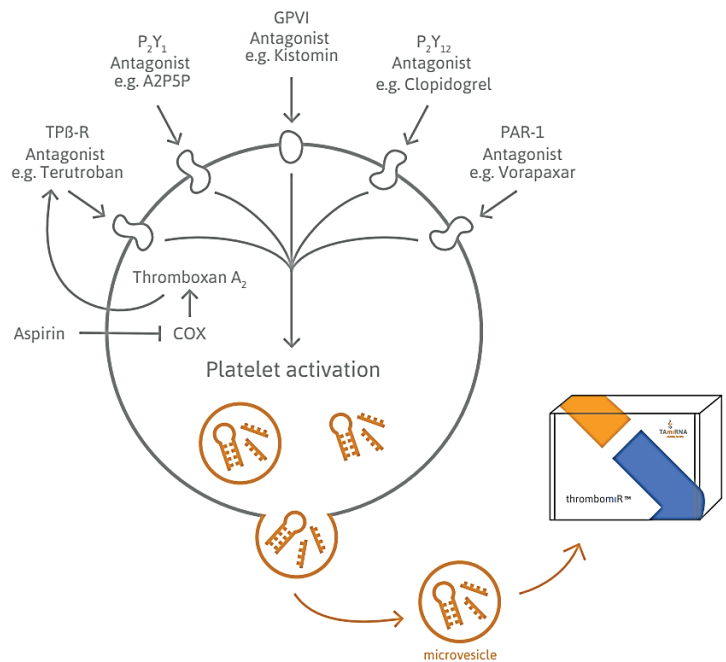 GPVI
Antagonist
e.g. Kistomin
P₂Y₁
Antagonist
e.g. A2P5P
P₂Y₁₂
Antagonist
e.g. Clopidogrel
TPß-R
Antagonist
e.g. Terutroban
PAR-1
Antagonist
e.g. Vorapaxar
Thromboxan A₂
Aspirin
COX
Platelet activation
TAmiRNA
thrombomiR™
microvesicle